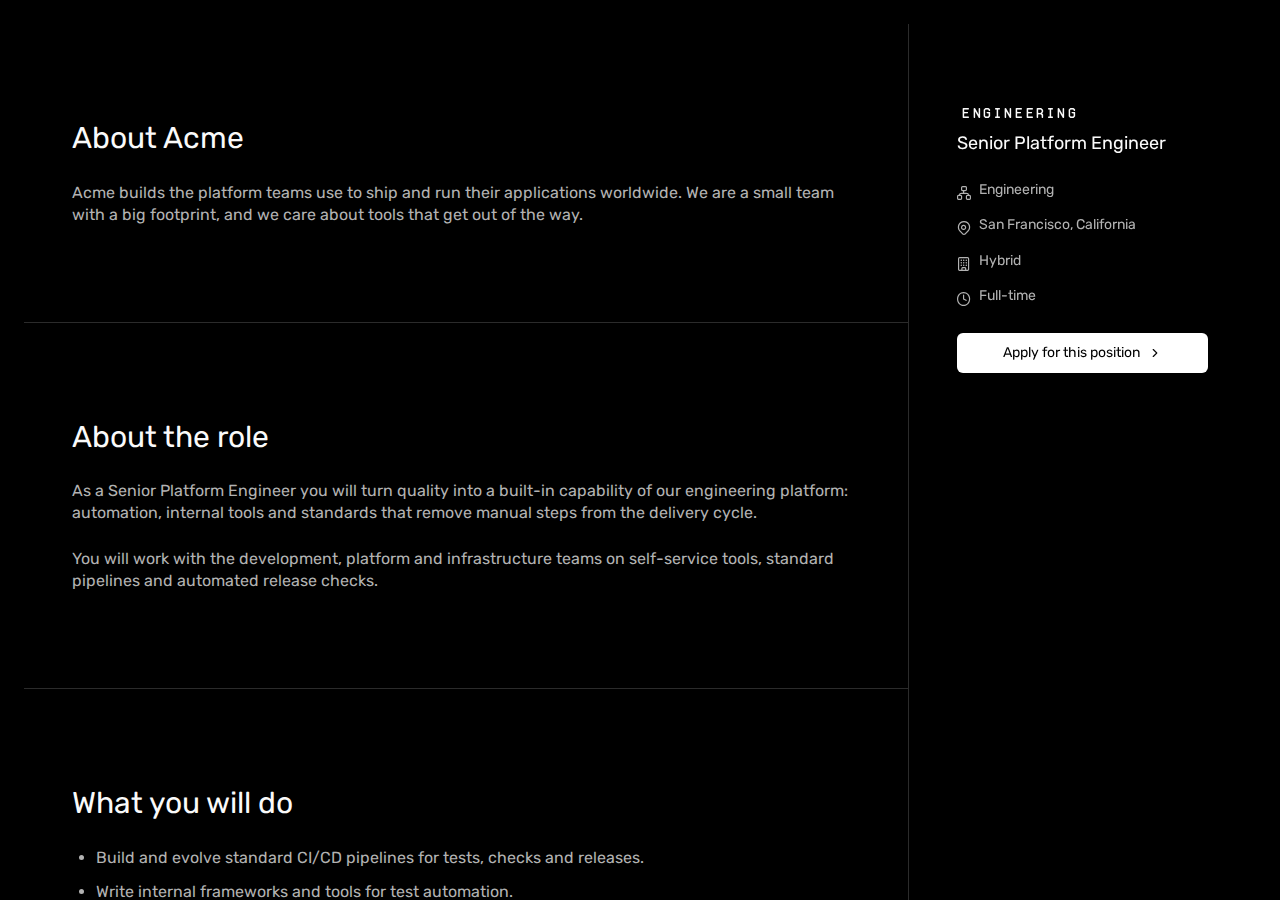 About Acme
Acme builds the platform teams use to ship and run their applications worldwide. We are a small team
with a big footprint, and we care about tools that get out of the way.
About the role
As a Senior Platform Engineer you will turn quality into a built-in capability of our engineering platform:
automation, internal tools and standards that remove manual steps from the delivery cycle.
You will work with the development, platform and infrastructure teams on self-service tools, standard
pipelines and automated release checks.
What you will do
• Build and evolve standard CI/CD pipelines for tests, checks and releases.
• Write internal frameworks and tools for test automation.
ENGINEERING
Senior Platform Engineer
Engineering
San Francisco, California
Hybrid
Full-time
Apply for this position